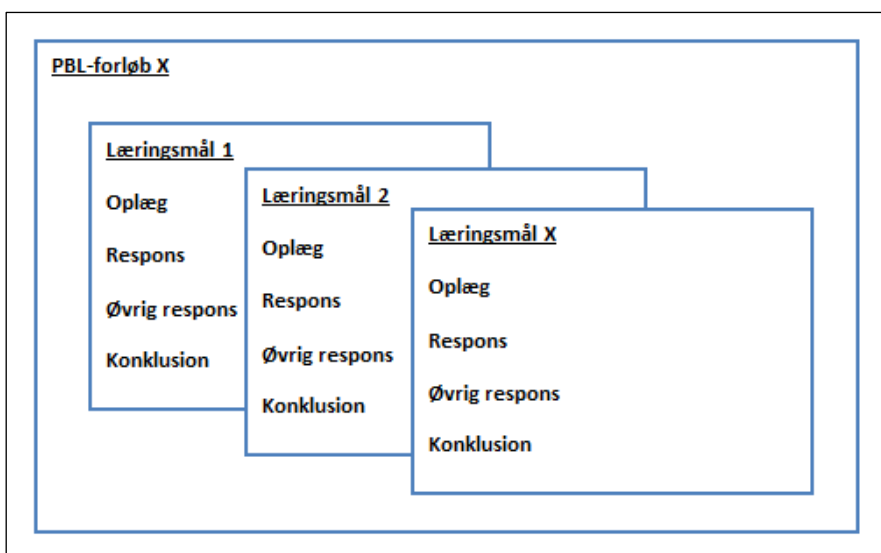 PBL-forløb X
Læringsmål 1
Oplæg
Respons
Øvrig respons
Konklusion
Læringsmål 2
Oplæg
Respons
Øvrig respons
Konklusion
Læringsmål X
Oplæg
Respons
Øvrig respons
Konklusion